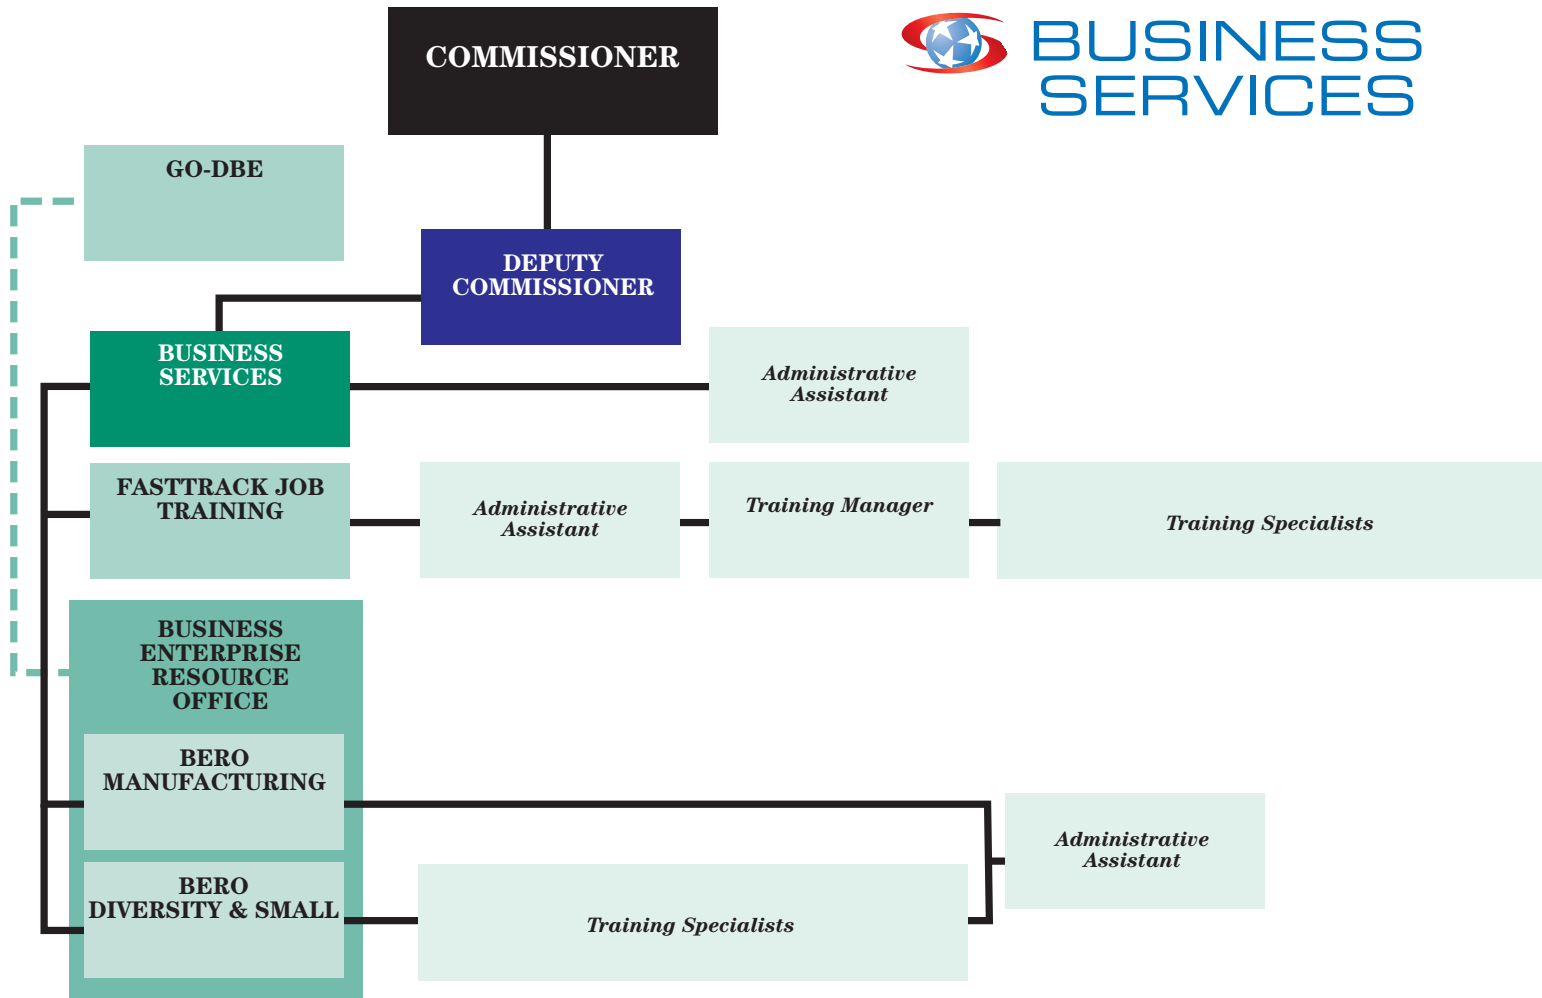 COMMISSIONER
BUSINESS
SERVICES
GO-DBE
DEPUTY
COMMISSIONER
BUSINESS
SERVICES
Administrative
Assistant
FASTTRACK JOB
TRAINING
Administrative
Assistant
Training Manager
Training Specialists
BUSINESS
ENTERPRISE
RESOURCE
OFFICE
BERO
MANUFACTURING
Administrative
Assistant
BERO
DIVERSITY & SMALL
Training Specialists